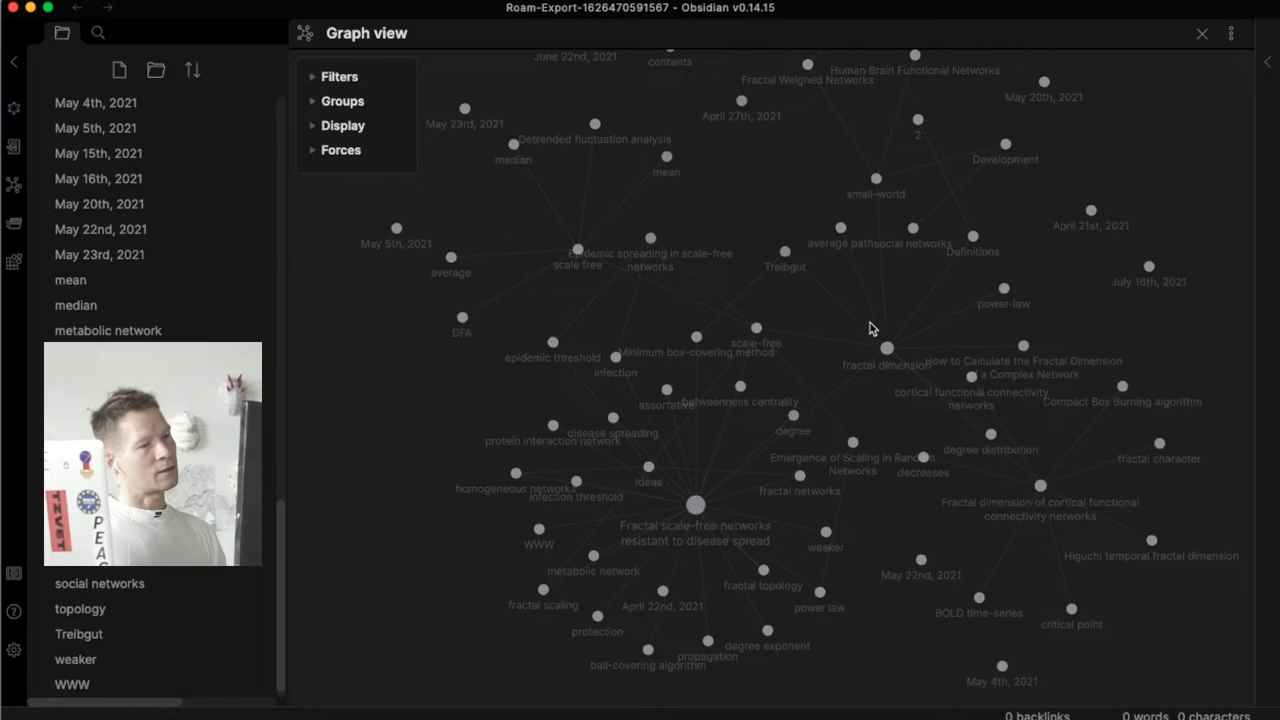 Roam-Export-1626470591567 - Obsidian v0.14.15
Graph view
Filters
Groups
Display
Forces
May 4th, 2021
May 5th, 2021
May 15th, 2021
May 16th, 2021
May 20th, 2021
May 22nd, 2021
May 23rd, 2021
mean
median
metabolic network
social networks
topology
Treibgut
weaker
WWW
TZVET
PEAC
June 22nd, 2021
contents
Fractal Weighed Networks
Human Brain Functional Networks
May 20th, 2021
May 23rd, 2021
April 27th, 2021
2
Detrended fluctuation analysis
median
mean
Development
small-world
April 21st, 2021
May 5th, 2021
average path
social networks
Definitions
scale free
Epidemic spreading in scale-free
networks
Treibgut
average
July 16th, 2021
power-law
DFA
scale-free
epidemic threshold
Minimum box-covering method
infection
fractal dimension
How to Calculate the Fractal Dimension
of a Complex Network
cortical functional connectivity
networks
Compact Box Burning algorithm
assortative
betweenness centrality
degree
disease spreading
protein interaction network
degree distribution
Emergence of Scaling in Random
Networks
decreases
fractal character
Ideas
homogeneous networks
infection threshold
fractal networks
Fractal dimension of cortical functional
connectivity networks
Fractal scale-free networks
resistant to disease spread
WWW
weaker
Higuchi temporal fractal dimension
metabolic network
May 22nd, 2021
fractal topology
fractal scaling
April 22nd, 2021
power law
BOLD time-series
critical point
protection
degree exponent
propagation
ball-covering algorithm
May 4th, 2021
0 backlinks
0 words 0 characters